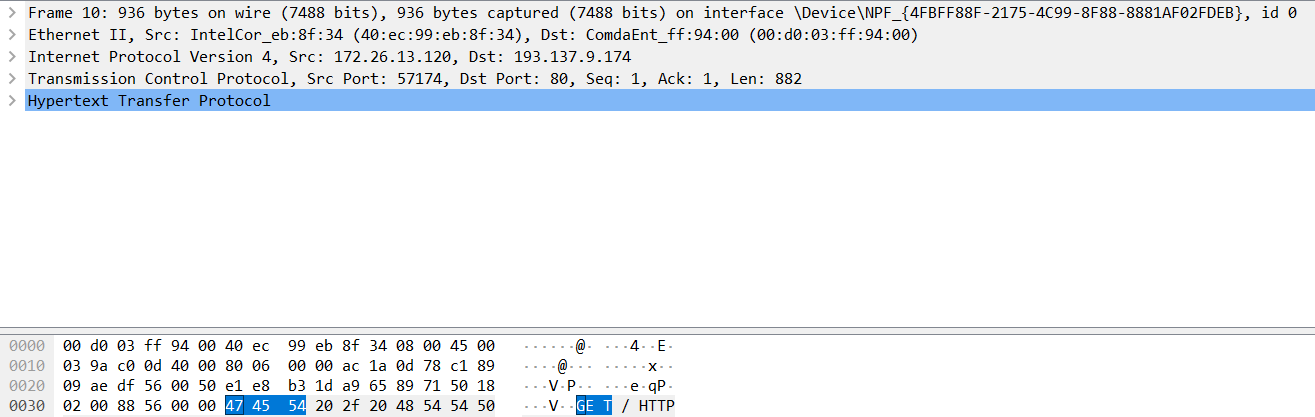 Frame 10: 936 bytes on wire (7488 bits), 936 bytes captured (7488 bits) on interface \Device\NPF_{4FBFF88F-2175-4C99-8F88-8881AF02FDEB}, id 0
Ethernet II, Src: IntelCor_eb:8f:34 (40:ec:99:eb:8f:34), Dst: ComdaEnt_ff:94:00 (00:d0:03:ff:94:00)
Internet Protocol Version 4, Src: 172.26.13.120, Dst: 193.137.9.174
Transmission Control Protocol, Src Port: 57174, Dst Port: 80, Seq: 1, Ack: 1, Len: 882
Hypertext Transfer Protocol
0000 00 d0 03 ff 94 00 40 ec 99 eb 8f 34 08 00 45 00 ······@· ···4··E·
0010 03 9a c0 0d 40 00 80 06 00 00 ac 1a 0d 78 c1 89 ····@··· ·····x··
0020 09 ae df 56 00 50 e1 e8 b3 1d a9 65 89 71 50 18 ···V·P·· ···e·qP·
0030 02 00 88 56 00 00 47 45 54 20 2f 20 48 54 54 50 ···V··GE T / HTTP